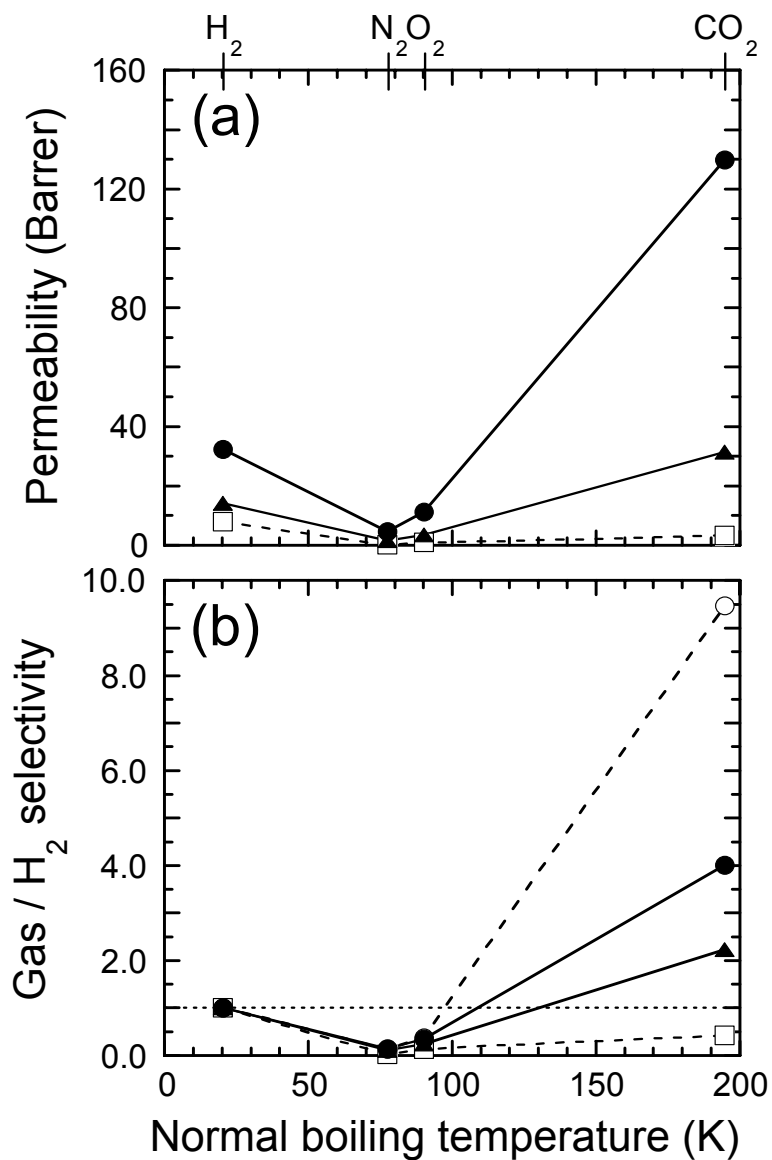 H₂ N₂ O₂ CO₂
160
(a)
120
80
40
0
Permeability (Barrer)
10.0
(b)
8.0
6.0
4.0
2.0
0.0
Gas / H₂ selectivity
0 50 100 150 200
Normal boiling temperature (K)